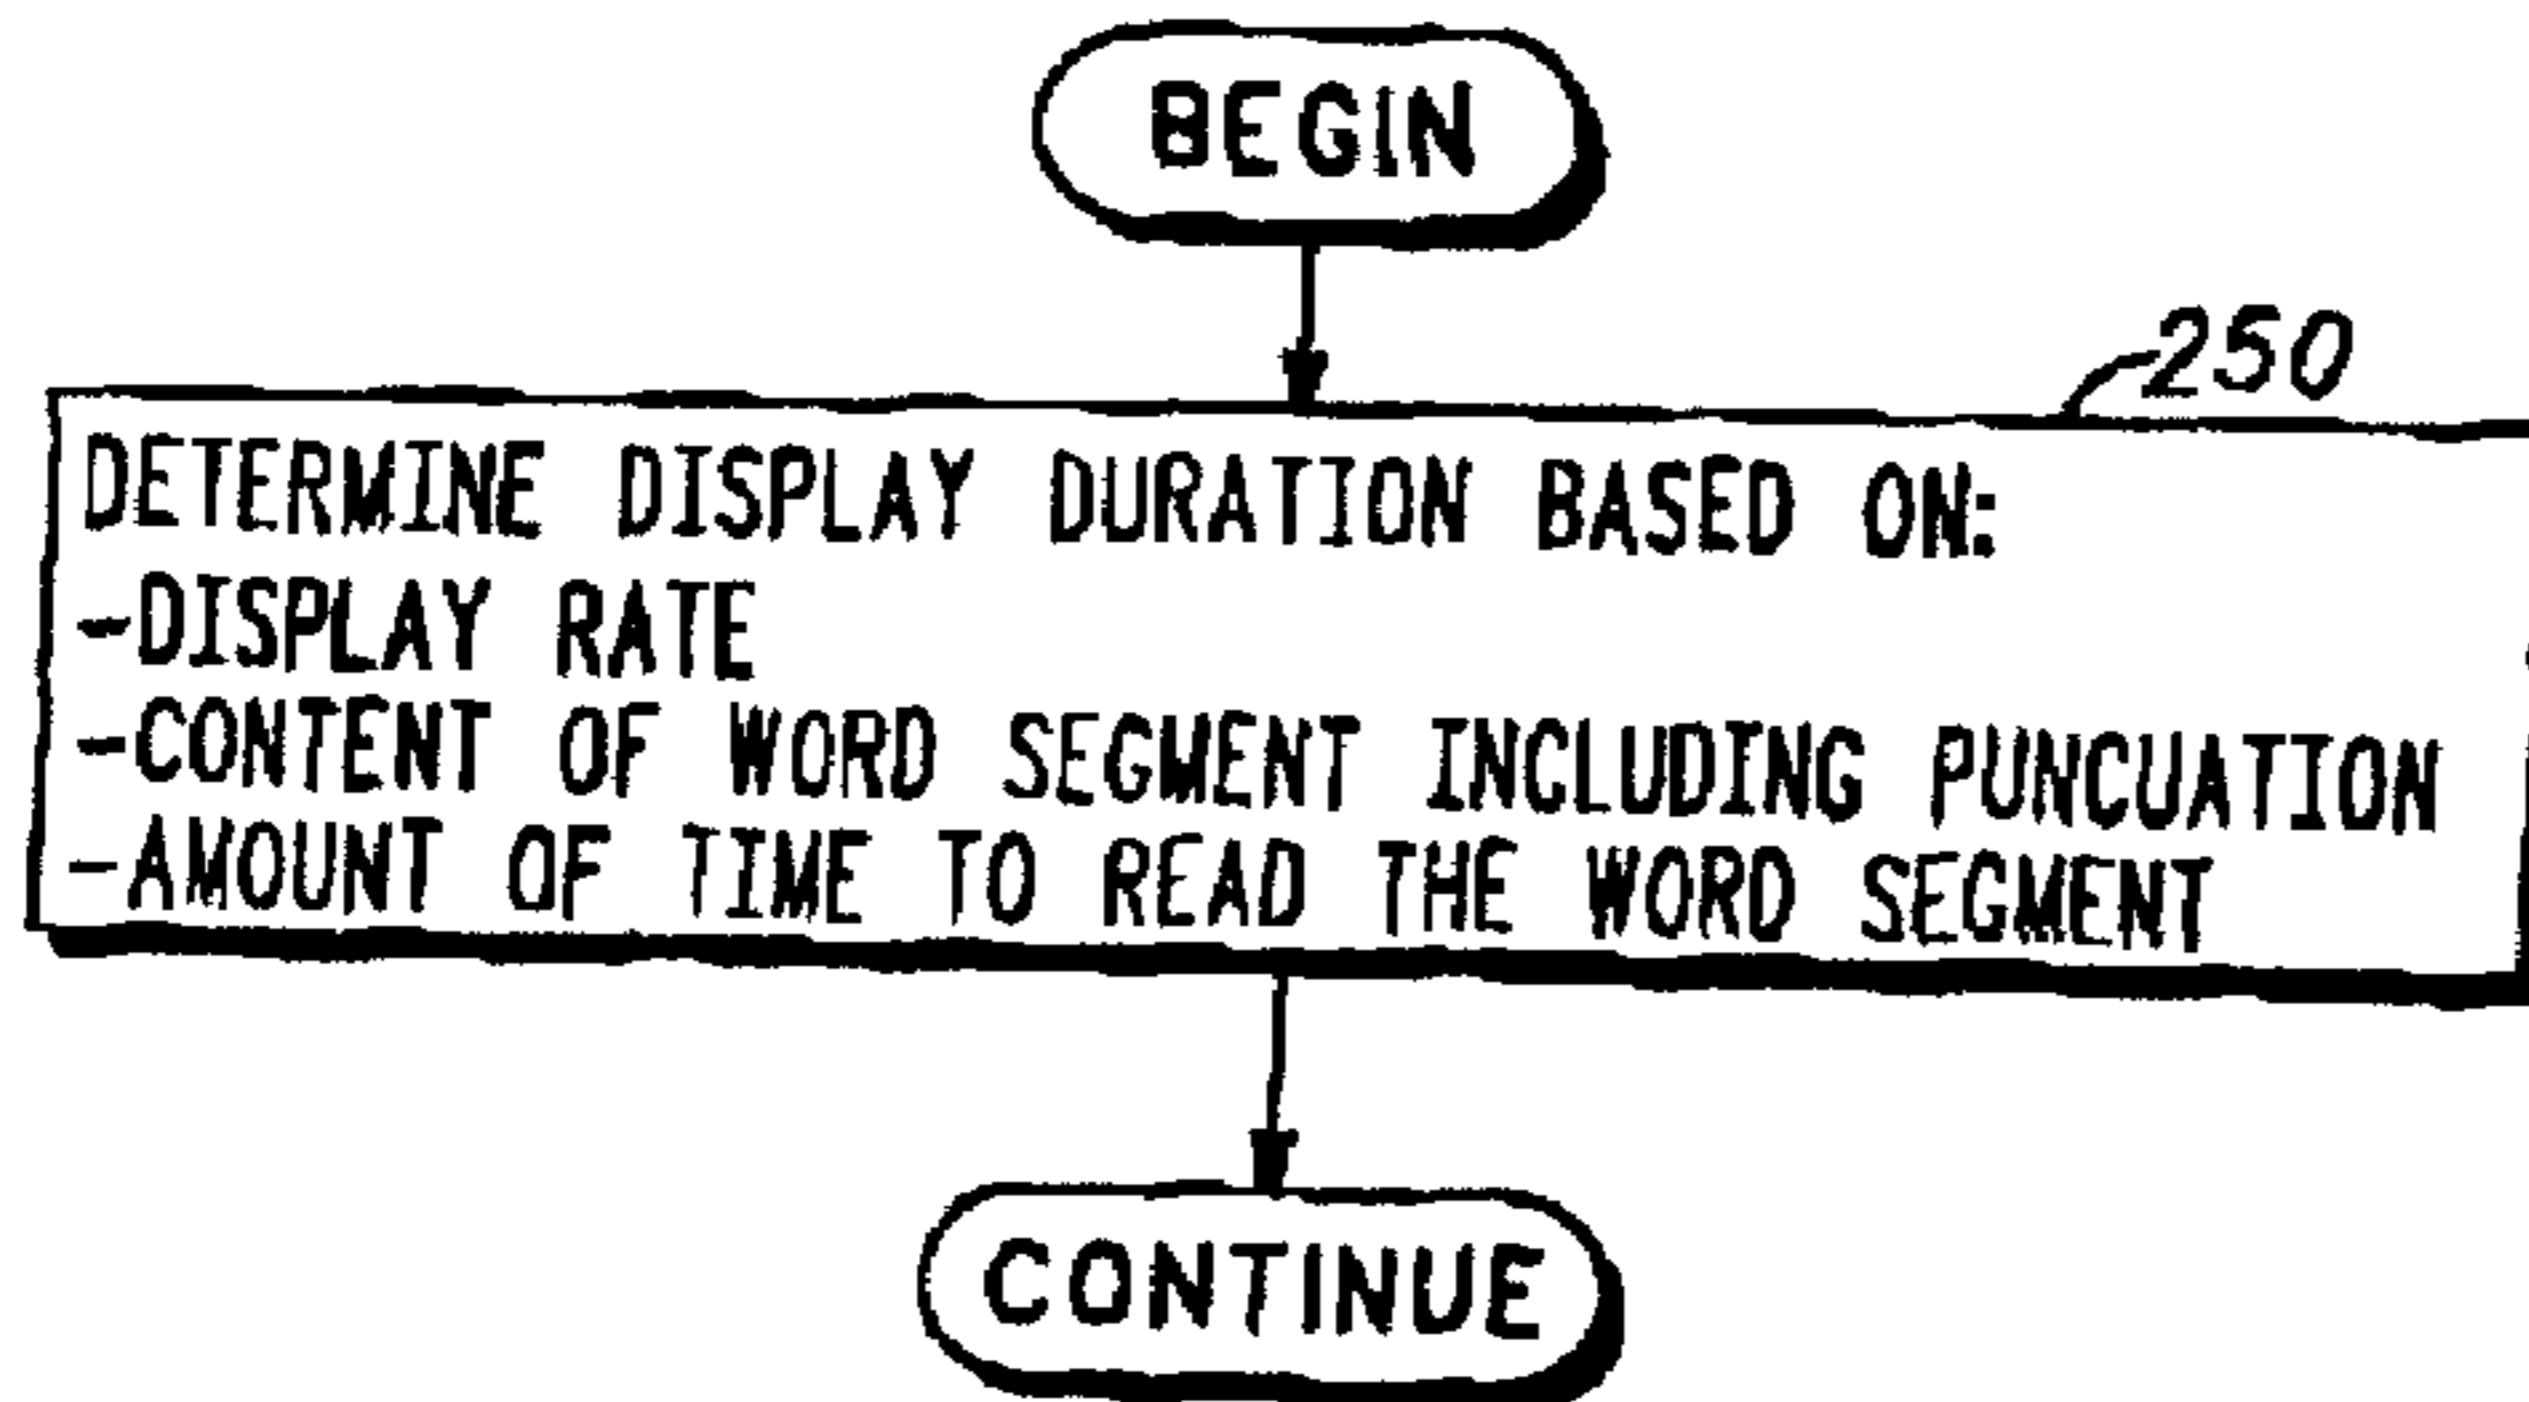 BEGIN
250
DETERMINE DISPLAY DURATION BASED ON:
-DISPLAY RATE
-CONTENT OF WORD SEGMENT INCLUDING PUNCUATION
-AMOUNT OF TIME TO READ THE WORD SEGMENT
CONTINUE